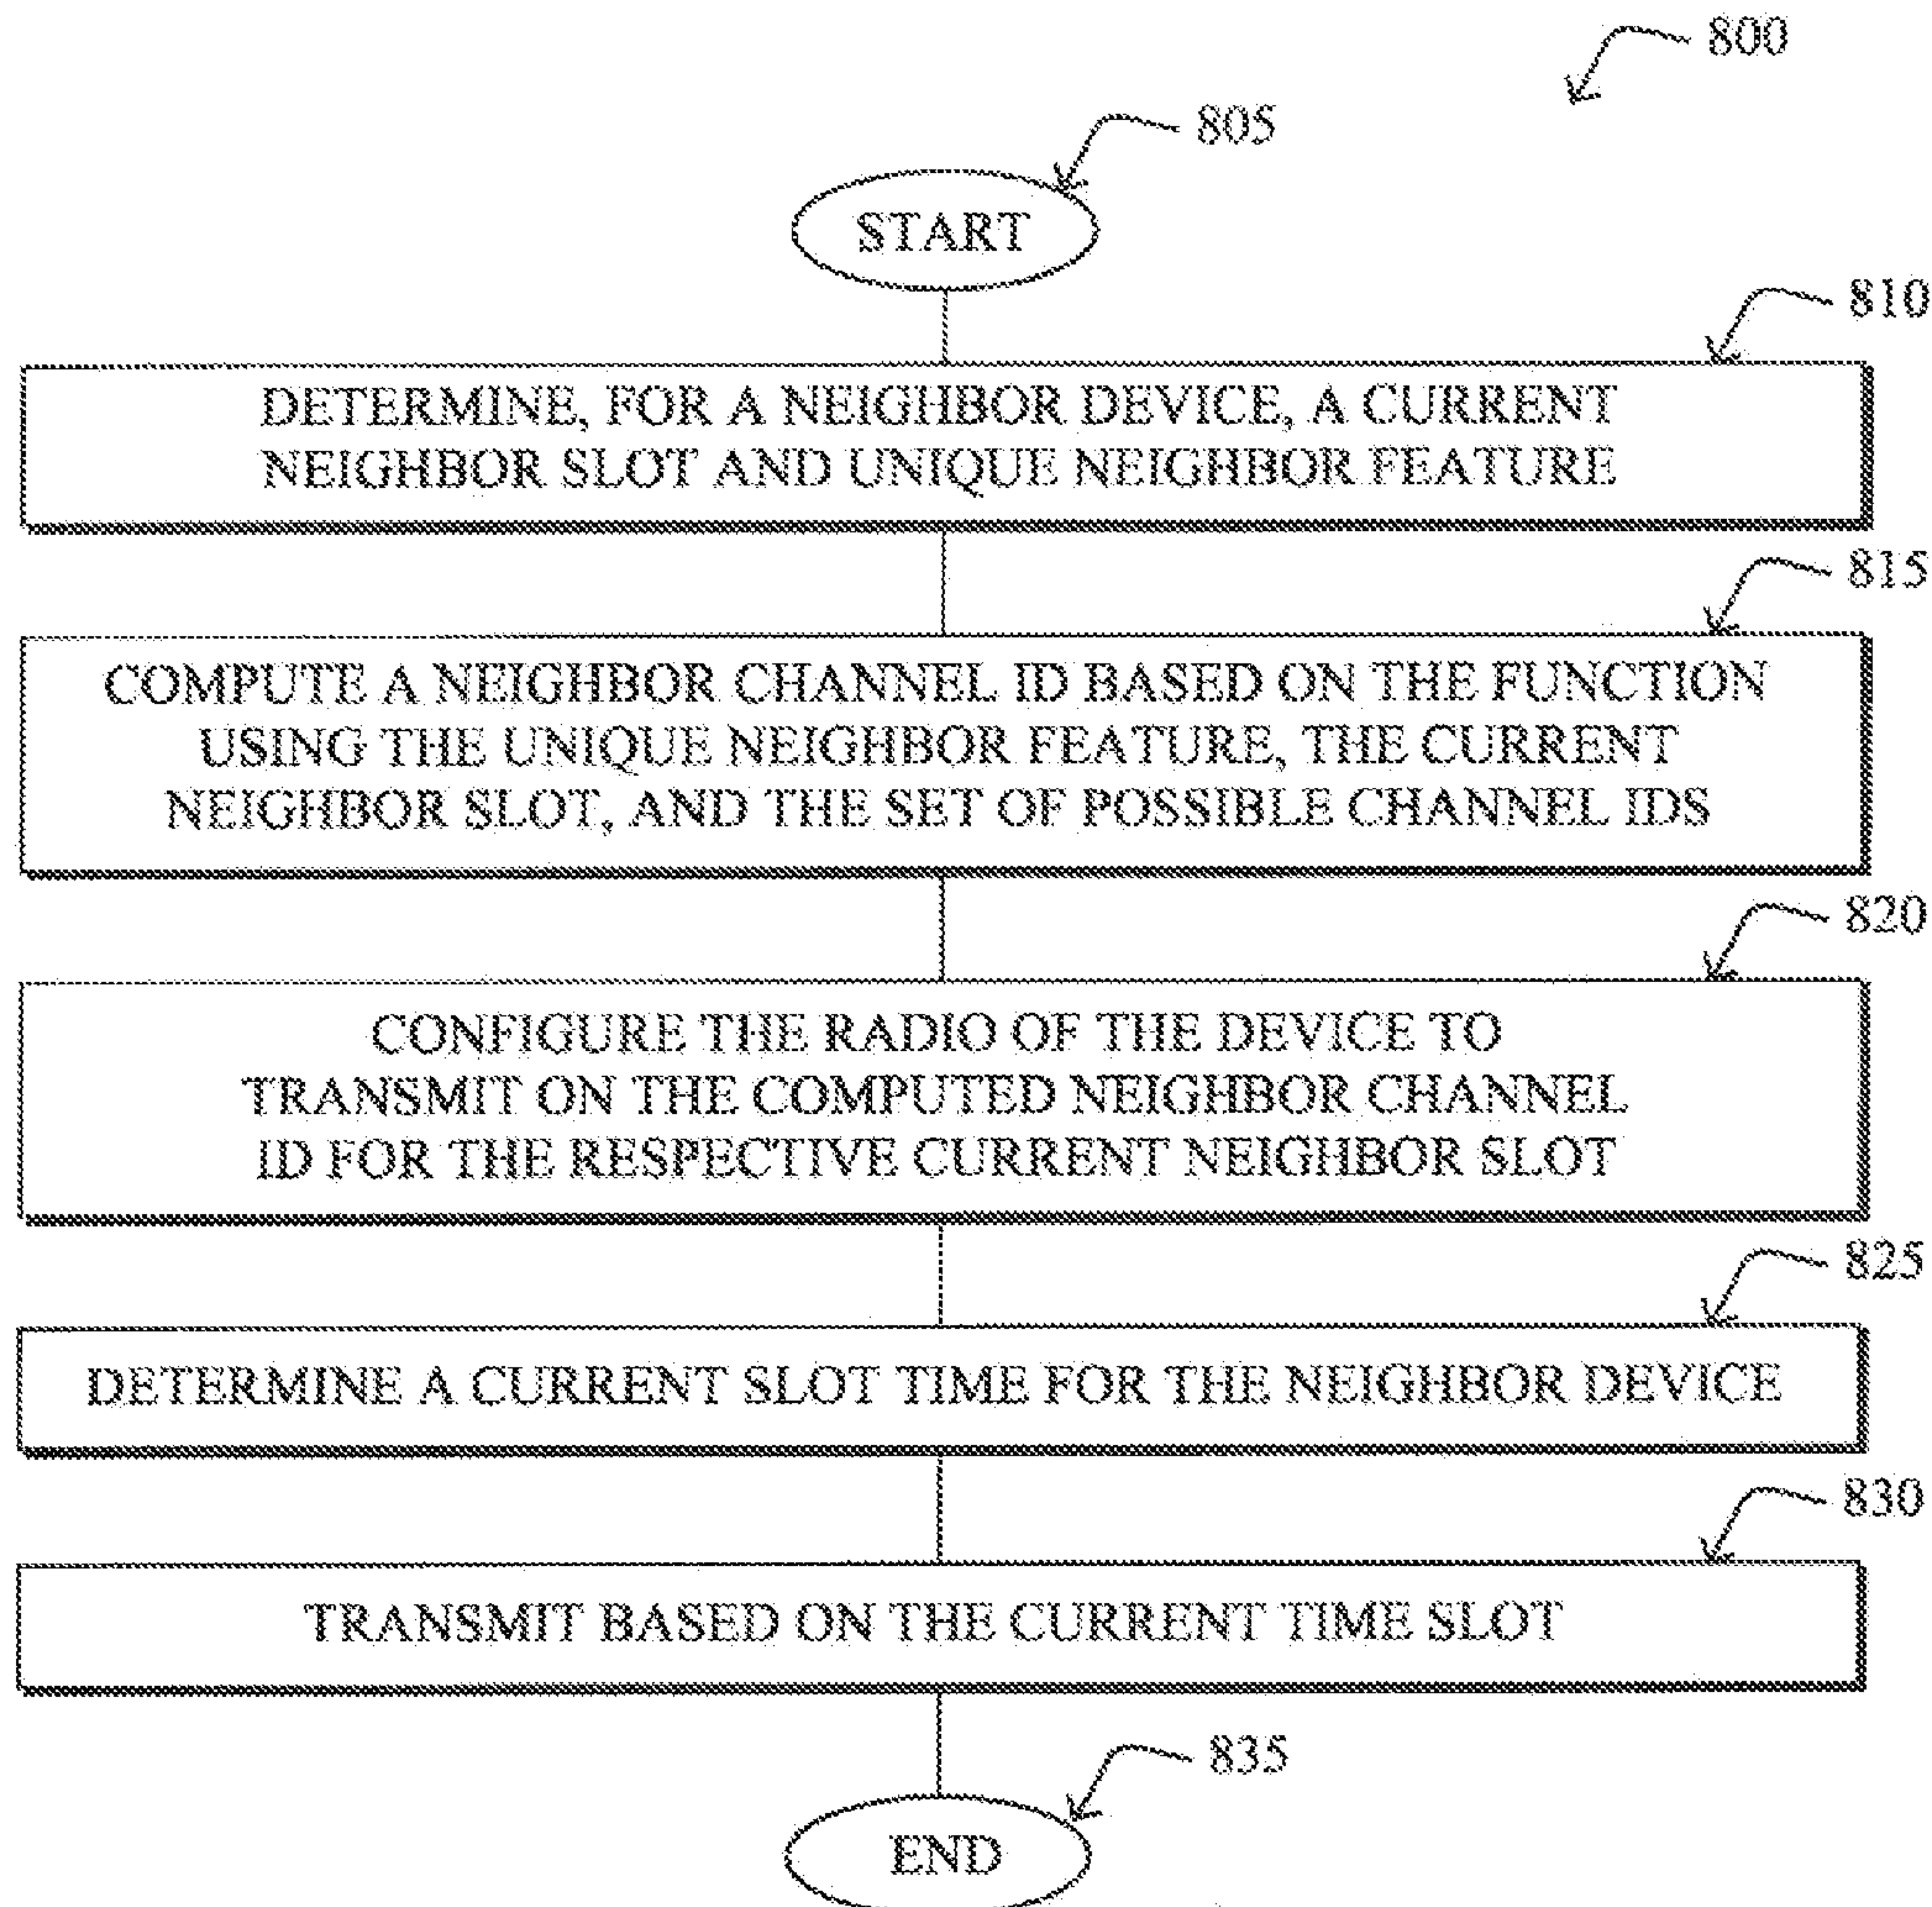 800
805
START
810
DETERMINE, FOR A NEIGHBOR DEVICE, A CURRENT
NEIGHBOR SLOT AND UNIQUE NEIGHBOR FEATURE
815
COMPUTE A NEIGHBOR CHANNEL ID BASED ON THE FUNCTION
USING THE UNIQUE NEIGHBOR FEATURE, THE CURRENT
NEIGHBOR SLOT, AND THE SET OF POSSIBLE CHANNEL IDS
820
CONFIGURE THE RADIO OF THE DEVICE TO
TRANSMIT ON THE COMPUTED NEIGHBOR CHANNEL
ID FOR THE RESPECTIVE CURRENT NEIGHBOR SLOT
825
DETERMINE A CURRENT SLOT TIME FOR THE NEIGHBOR DEVICE
830
TRANSMIT BASED ON THE CURRENT TIME SLOT
835
END